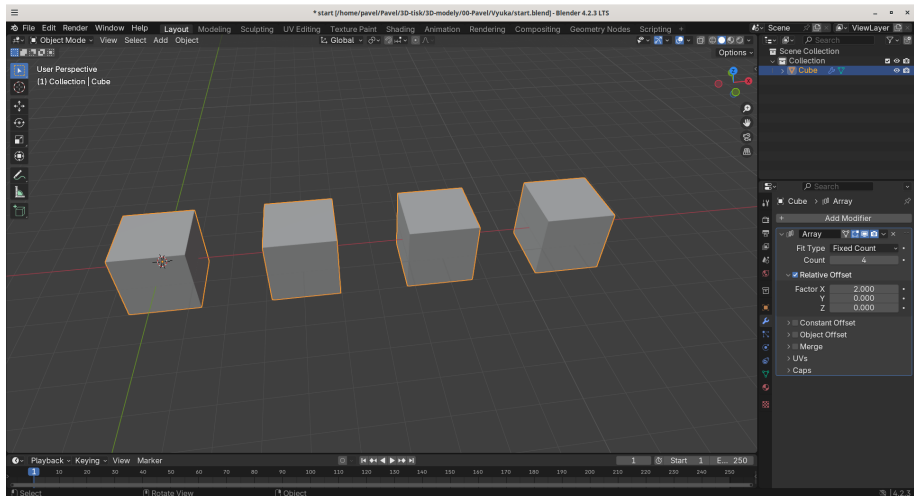 * start [/home/pavel/Pavel/3D-tisk/3D-modely/00-Pavel/Vyuka/start.blend] - Blender 4.2.3 LTS
File Edit Render Window Help Layout Modeling Sculpting UV Editing Texture Paint Shading Animation Rendering Compositing Geometry Nodes Scripting + Scene ViewLayer
Object Mode View Select Add Object Global Search
Options
User Perspective
(1) Collection | Cube
Scene Collection
Collection
Cube
Search
Cube > Array
+ Add Modifier
Array
Fit Type Fixed Count
Count 4
Relative Offset
Factor X 2.000
Y 0.000
Z 0.000
Constant Offset
Object Offset
Merge
UVs
Caps
Playback Keying View Marker 1 Start 1 E... 250
1 10 20 30 40 50 60 70 80 90 100 110 120 130 140 150 160 170 180 190 200 210 220 230 240 250
Select Rotate View Object 4.2.3